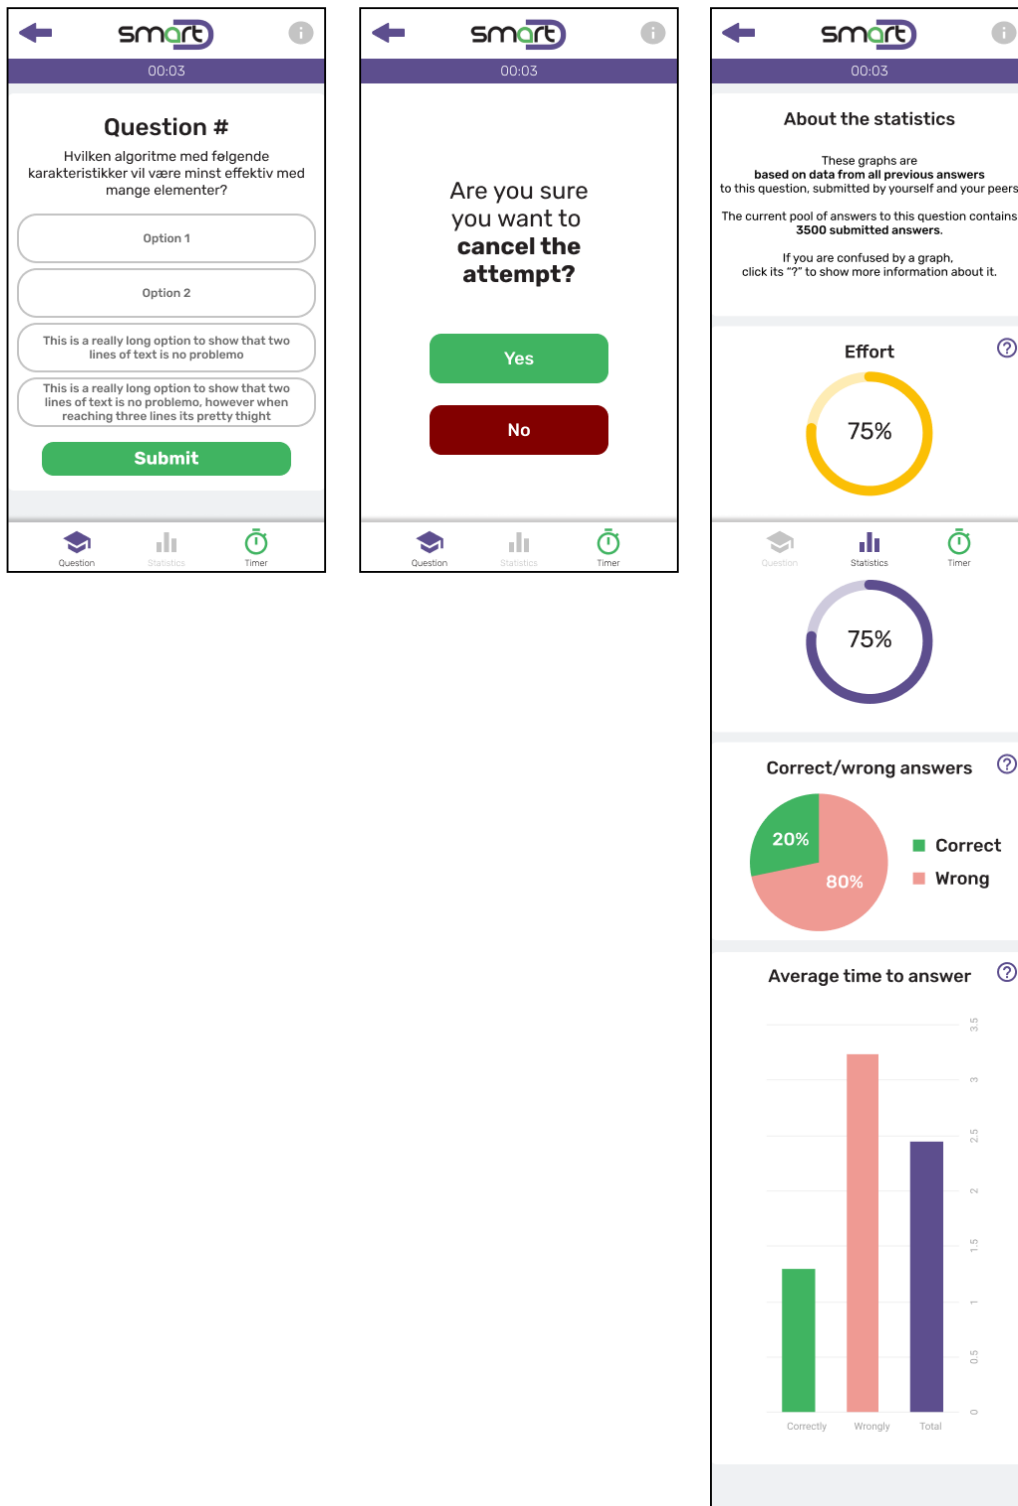 smart
00:03
Question #
Hvilken algoritme med følgende
karakteristikker vil være minst effektiv med
mange elementer?
Option 1
Option 2
This is a really long option to show that two
lines of text is no problemo
This is a really long option to show that two
lines of text is no problemo, however when
reaching three lines its pretty thight
Submit
Question
Statistics
Timer
smart
00:03
Are you sure
you want to
cancel the
attempt?
Yes
No
Question
Statistics
Timer
smart
00:03
About the statistics
These graphs are
based on data from all previous answers
to this question, submitted by yourself and your peers
The current pool of answers to this question contains
3500 submitted answers.
If you are confused by a graph,
click its "?" to show more information about it.
Effort
?
75%
Question
Statistics
Timer
75%
Correct/wrong answers
?
20%
80%
Correct
Wrong
Average time to answer
?
3.5
3
2.5
2
1.5
1
0.5
0
Correctly
Wrongly
Total